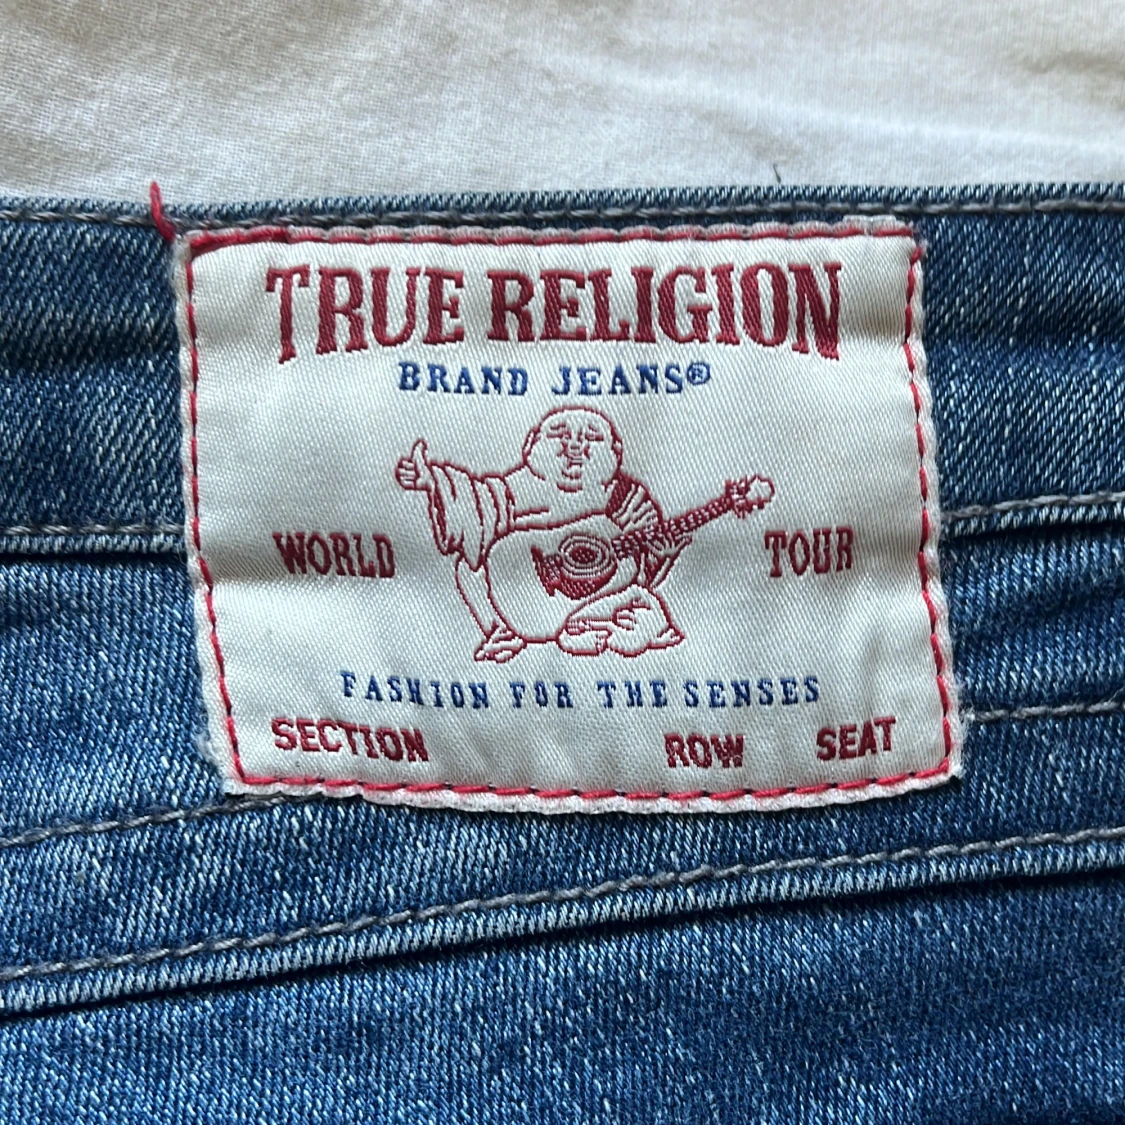 TRUE RELIGION
BRAND JEANS®
WORLD TOUR
FASHION FOR THE SENSES
SECTION ROW SEAT